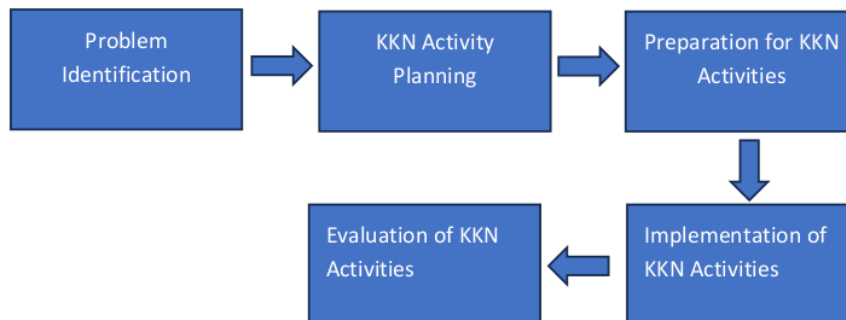 Problem
Identification
KKN Activity
Planning
Preparation for KKN
Activities
Implementation of
KKN Activities
Evaluation of KKN
Activities